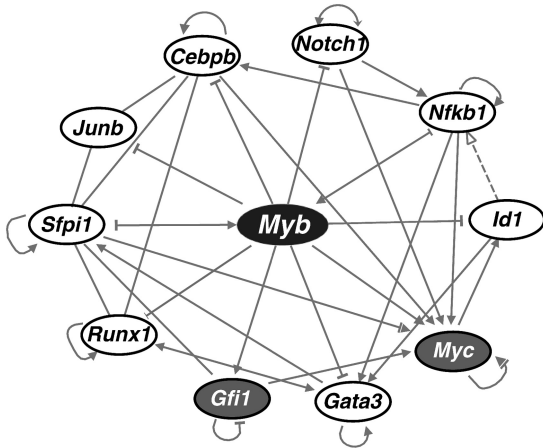 Notch1
Cebpb
Nfkb1
Junb
Sfpi1
Myb
Id1
Runx1
Myc
Gfi1
Gata3